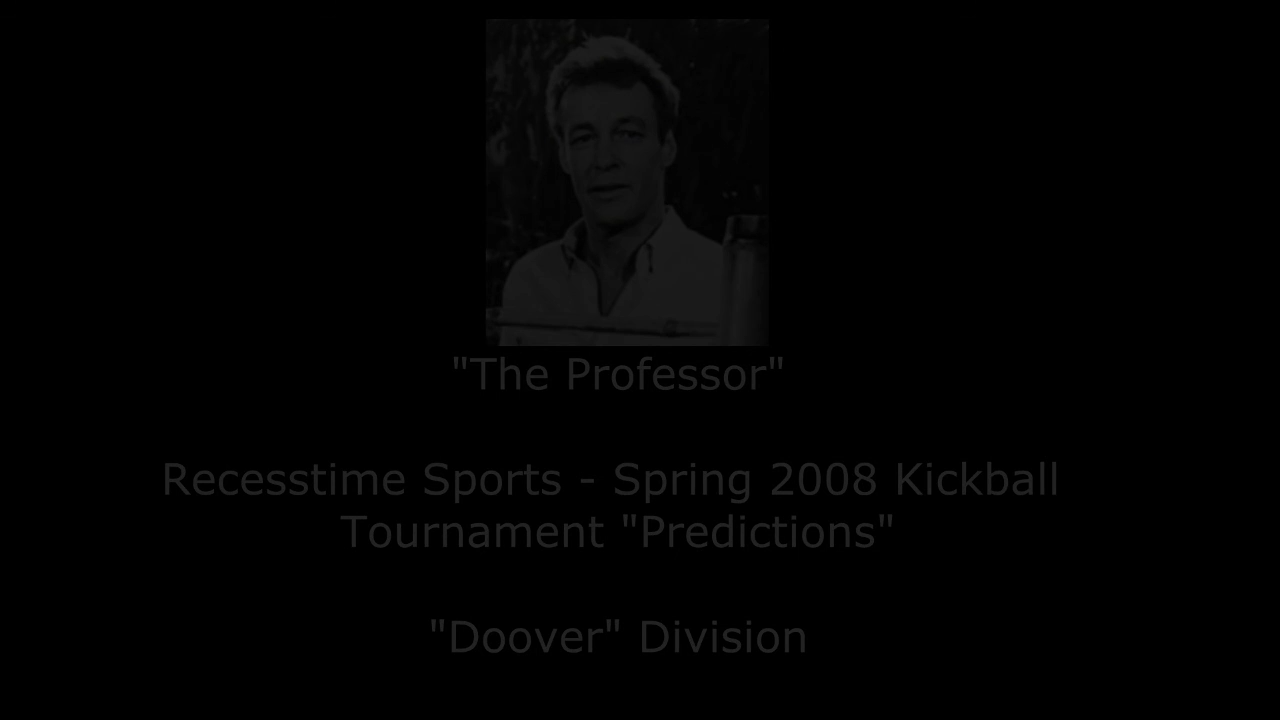 "The Professor"
Recesstime Sports - Spring 2008 Kickball
Tournament "Predictions"
"Doover" Division